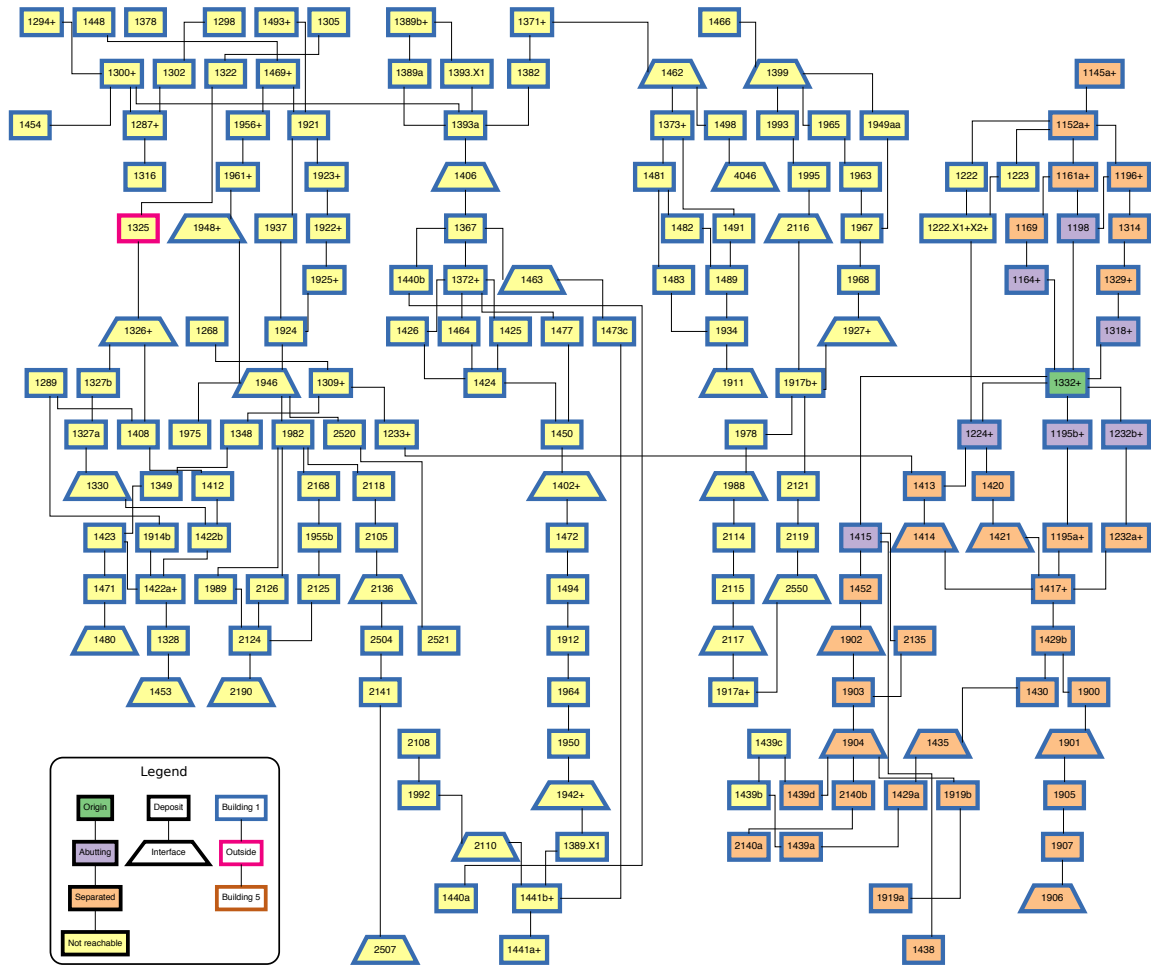 1294+ 1448 1378 1298 1493+ 1305 1389b+ 1371+ 1466
1300+ 1302 1322 1469+ 1389a 1393.X1 1382 1462 1399 1145a+
1454 1287+ 1956+ 1921 1393a 1373+ 1498 1993 1965 1949aa 1152a+
1316 1961+ 1923+ 1406 1481 4046 1995 1963 1222 1223 1161a+ 1196+
1325 1948+ 1937 1922+ 1367 1482 1491 2116 1967 1222.X1+X2+ 1169 1198 1314
1925+ 1440b 1372+ 1463 1483 1489 1968 1164+ 1329+
1326+ 1268 1924 1426 1464 1425 1477 1473c 1934 1927+ 1318+
1289 1327b 1946 1309+ 1424 1911 1917b+ 1332+
1327a 1408 1975 1348 1982 2520 1233+ 1450 1978 1224+ 1195b+ 1232b+
1330 1349 1412 2168 2118 1402+ 1988 2121 1413 1420
1423 1914b 1422b 1955b 2105 1472 2114 2119 1415 1414 1421 1195a+ 1232a+
1471 1422a+ 1989 2126 2125 2136 1494 2115 2550 1452 1417+
1480 1328 2124 2504 2521 1912 2117 1902 2135 1429b
1453 2190 2141 1964 1917a+ 1903 1430 1900
2108 1950 1439c 1904 1435 1901
1992 1942+ 1439b 1439d 2140b 1429a 1919b 1905
2110 1389.X1 2140a 1439a 1907
1440a 1441b+ 1919a 1906
2507 1441a+ 1438
Legend
Origin Deposit Building 1
Abutting Interface Outside
Separated Building 5
Not reachable